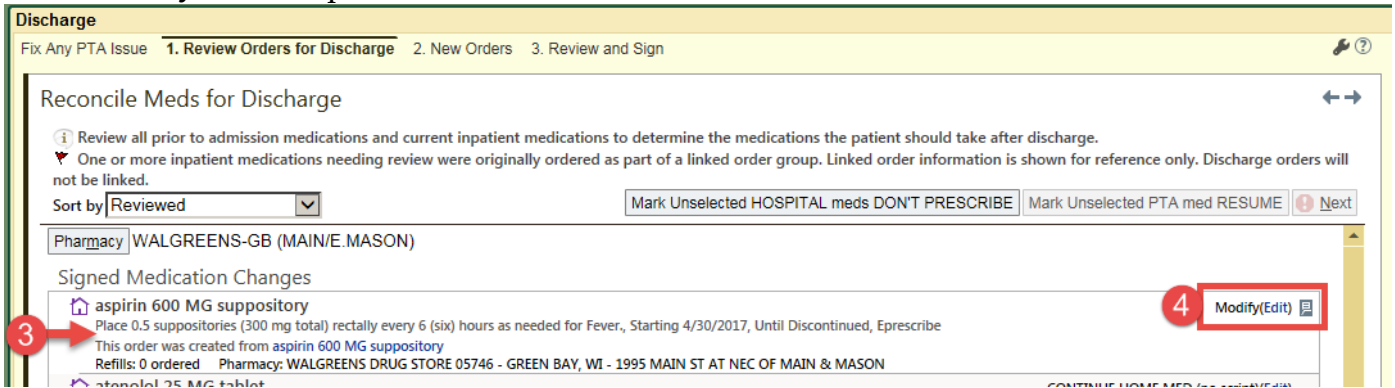 Discharge
Fix Any PTA Issue 1. Review Orders for Discharge 2. New Orders 3. Review and Sign
Reconcile Meds for Discharge
Review all prior to admission medications and current inpatient medications to determine the medications the patient should take after discharge.
One or more inpatient medications needing review were originally ordered as part of a linked order group. Linked order information is shown for reference only. Discharge orders will
not be linked.
Sort by Reviewed Mark Unselected HOSPITAL meds DON'T PRESCRIBE Mark Unselected PTA med RESUME Next
Pharmacy WALGREENS-GB (MAIN/E.MASON)
Signed Medication Changes
aspirin 600 MG suppository 4 Modify(Edit)
3 Place 0.5 suppositories (300 mg total) rectally every 6 (six) hours as needed for Fever., Starting 4/30/2017, Until Discontinued, Eprescribe
This order was created from aspirin 600 MG suppository
Refills: 0 ordered Pharmacy: WALGREENS DRUG STORE 05746 - GREEN BAY, WI - 1995 MAIN ST AT NEC OF MAIN & MASON
atenolol 25 MG tablet CONTINUE HOME MED (no script)(Edit)